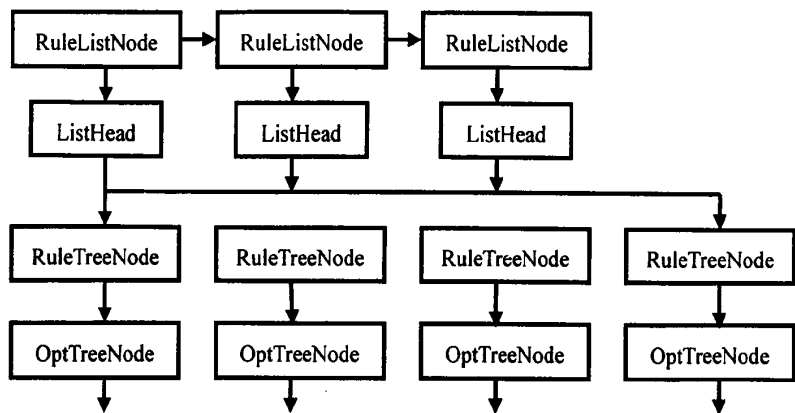 RuleListNode RuleListNode RuleListNode
ListHead ListHead ListHead
RuleTreeNode RuleTreeNode RuleTreeNode RuleTreeNode
OptTreeNode OptTreeNode OptTreeNode OptTreeNode